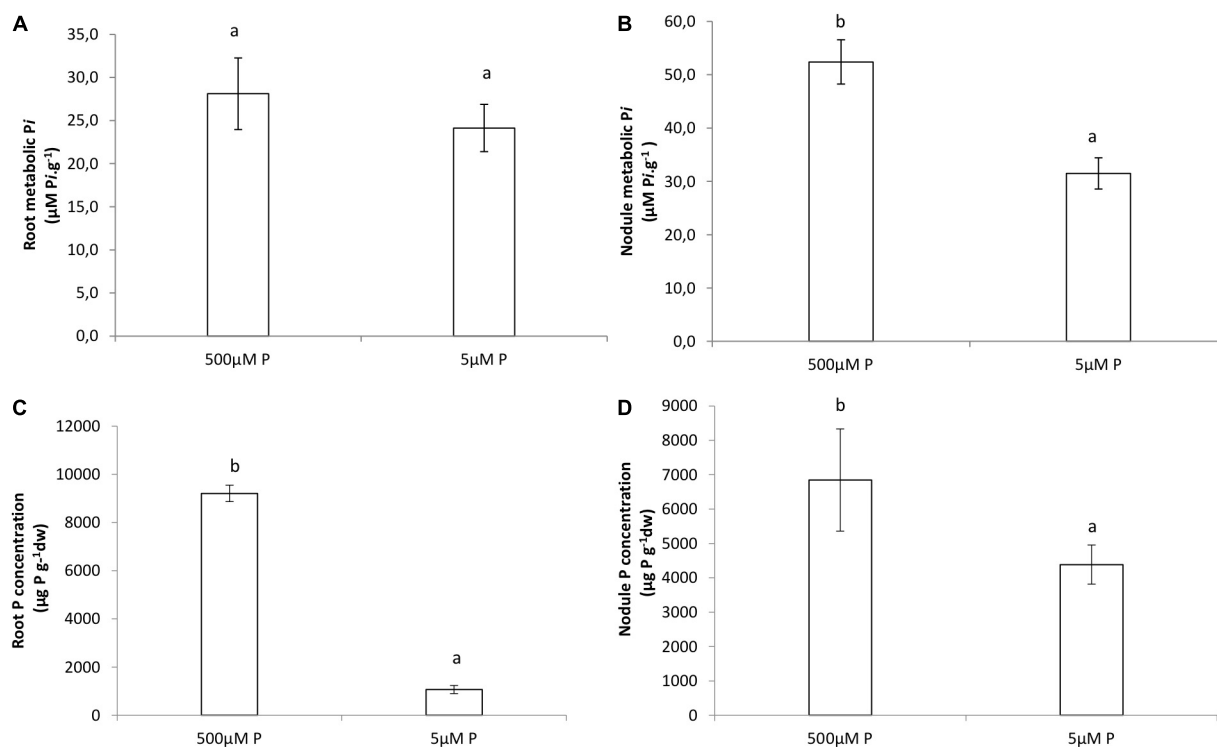 A
Root metabolic Pi
(µM Pi.g⁻¹)
35,0
30,0
25,0
20,0
15,0
10,0
5,0
0,0
a
a
500µM P
5µM P
B
Nodule metabolic Pi
(µM Pi.g⁻¹ )
60,0
50,0
40,0
30,0
20,0
10,0
0,0
b
a
500µM P
5µM P
C
Root P concentration
(µg P g⁻¹dw)
12000
10000
8000
6000
4000
2000
0
b
a
500µM P
5µM P
D
Nodule P concentration
(µg P g⁻¹dw)
9000
8000
7000
6000
5000
4000
3000
2000
1000
0
b
a
500µM P
5µM P